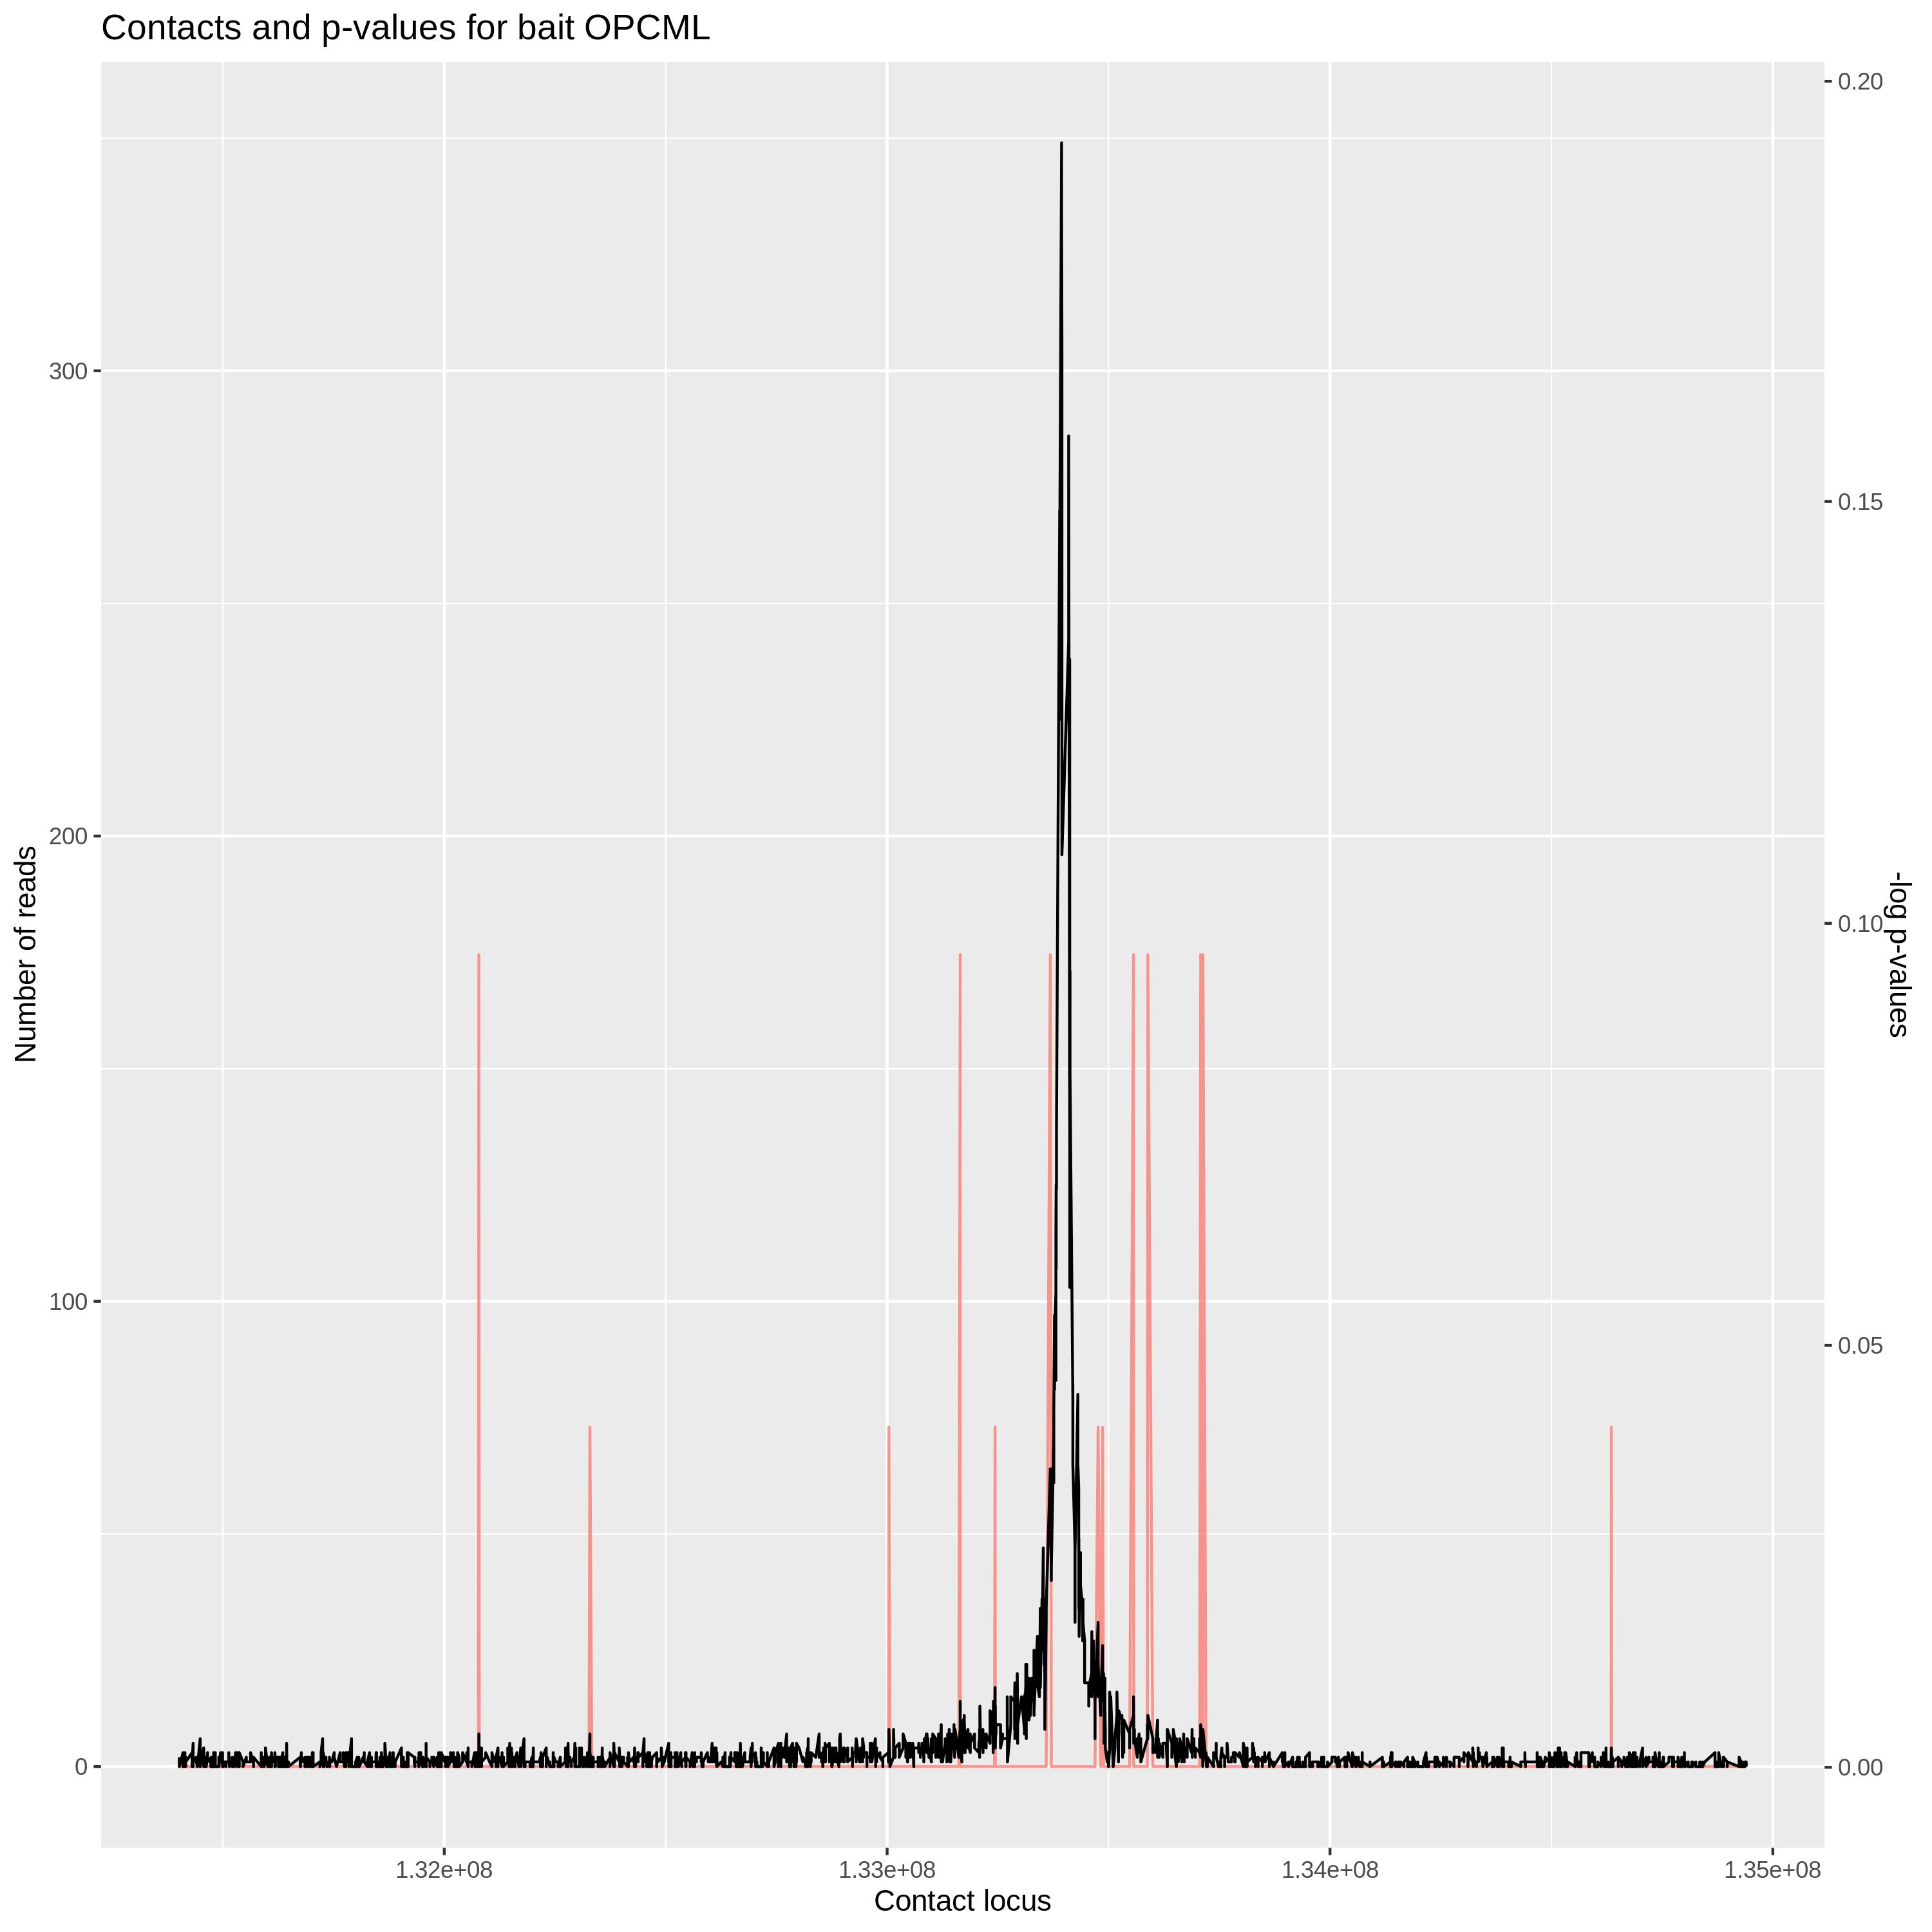 Contacts and p-values for bait OPCML
0.20
0.15
300
200
0.10
Number of reads
-log p-values
100
0.05
0
0.00
1.32e+08
1.33e+08
1.34e+08
1.35e+08
Contact locus